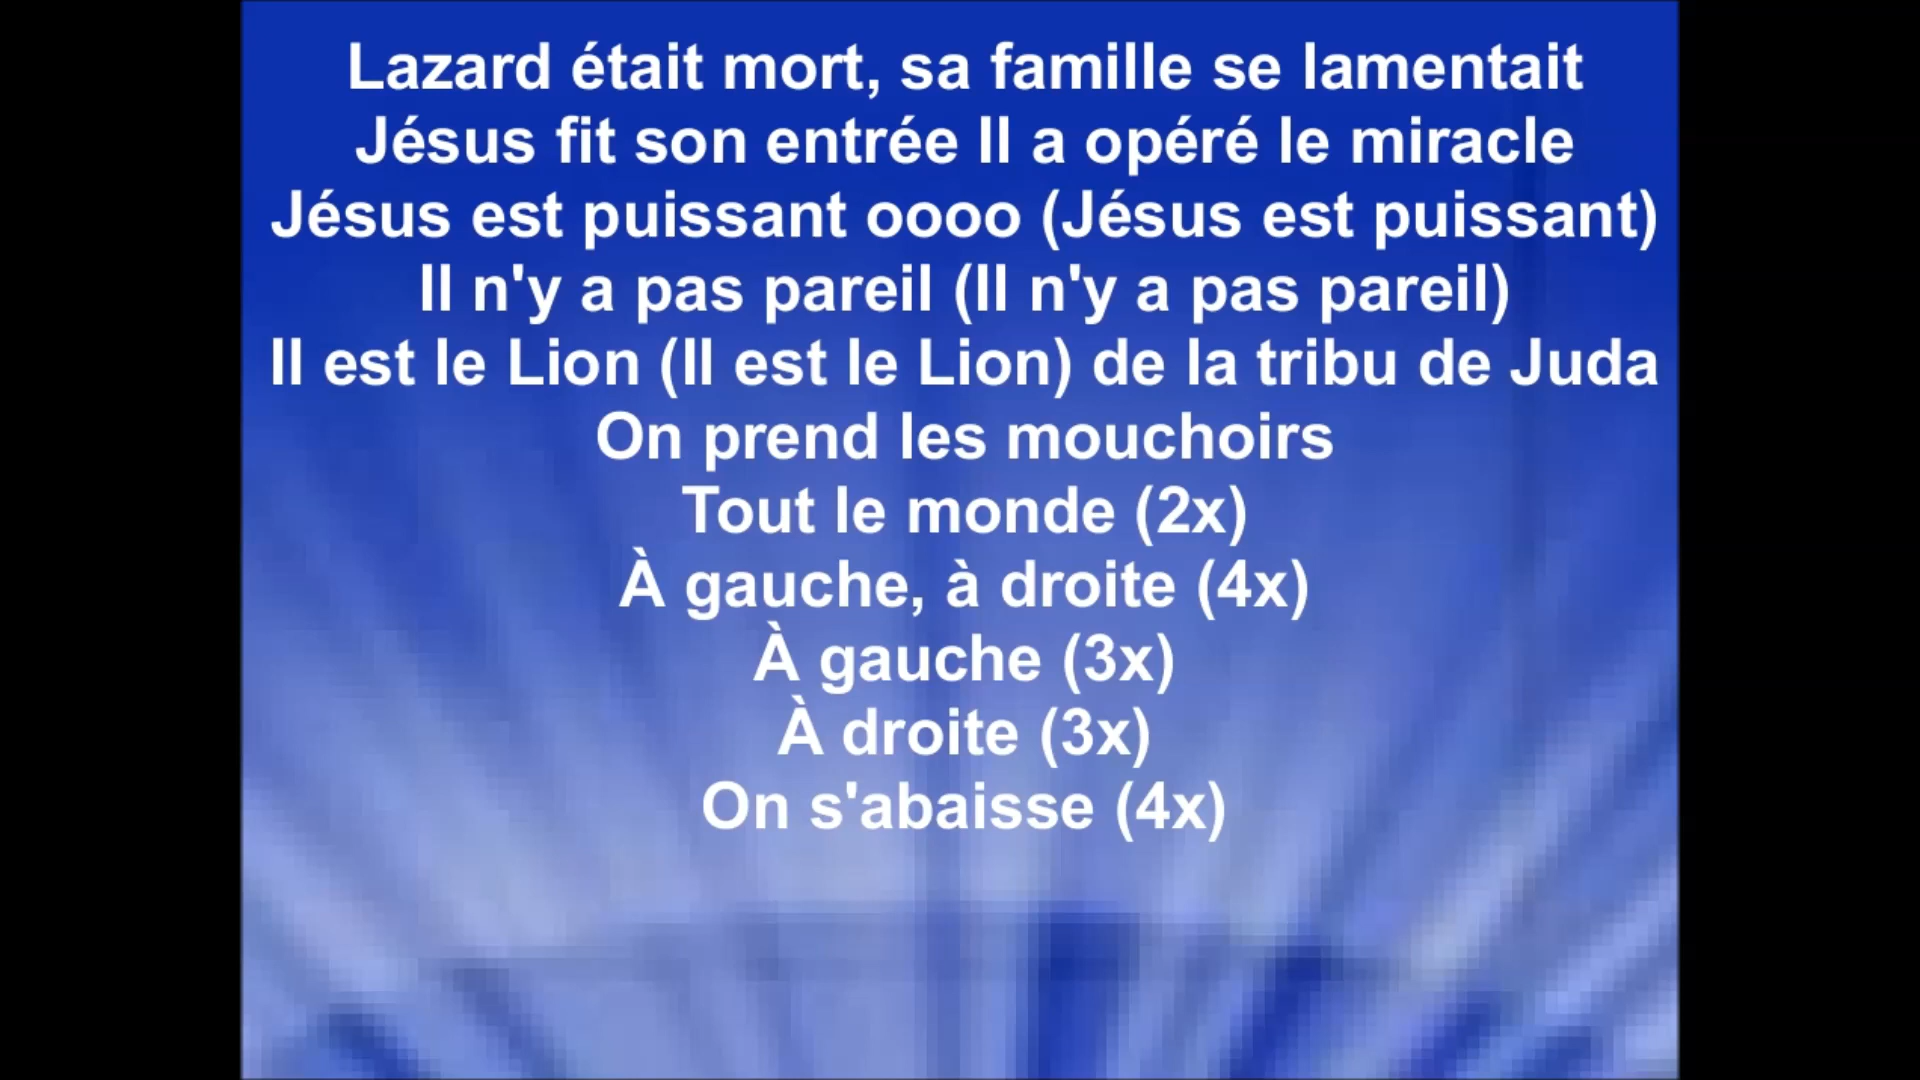 Lazard était mort, sa famille se lamentait
Jésus fit son entrée Il a opéré le miracle
Jésus est puissant oooo (Jésus est puissant)
Il n'y a pas pareil (Il n'y a pas pareil)
Il est le Lion (Il est le Lion) de la tribu de Juda
On prend les mouchoirs
Tout le monde (2x)
À gauche, à droite (4x)
À gauche (3x)
À droite (3x)
On s'abaisse (4x)